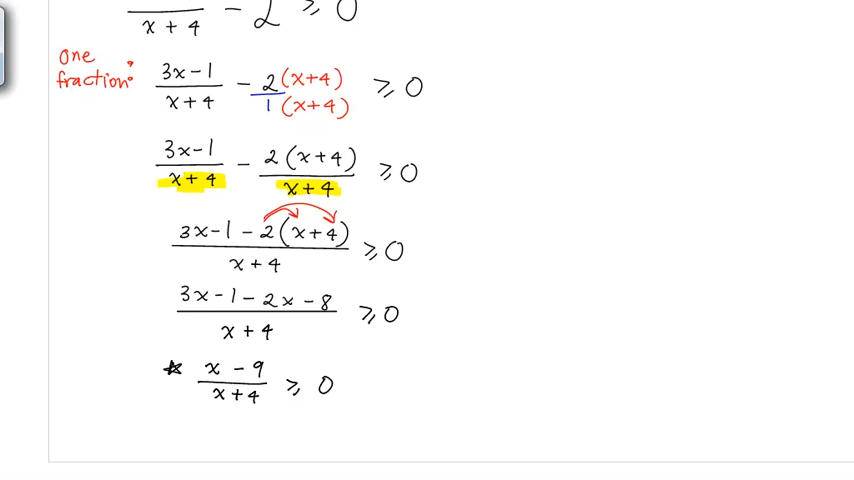 /(x + 4) - 2 ≥ 0
One fraction: (3x - 1)/(x + 4) - 2(x+4)/1(x+4) ≥ 0
(3x - 1)/(x + 4) - 2(x+4)/(x+4) ≥ 0
(3x - 1 - 2(x+4))/(x + 4) ≥ 0
(3x - 1 - 2x - 8)/(x + 4) ≥ 0
* (x - 9)/(x+4) ≥ 0